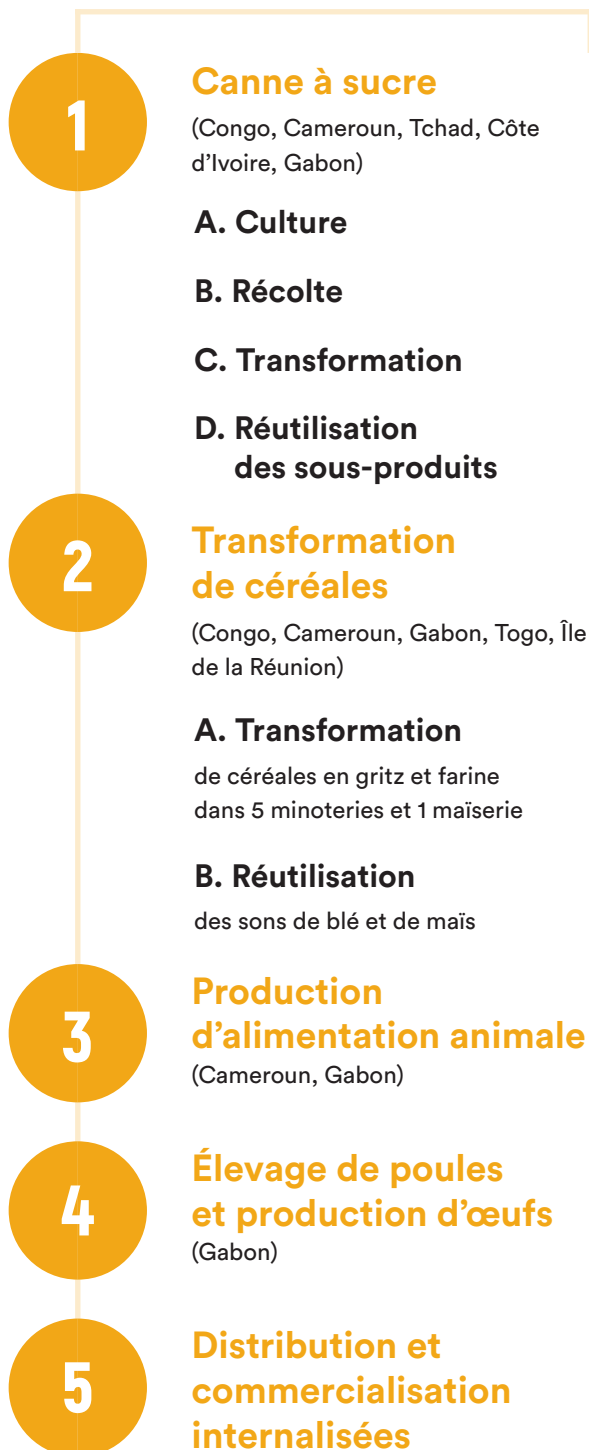 1
Canne à sucre
(Congo, Cameroun, Tchad, Côte
d'Ivoire, Gabon)
A. Culture
B. Récolte
C. Transformation
D. Réutilisation
des sous-produits
2
Transformation
de céréales
(Congo, Cameroun, Gabon, Togo, Île
de la Réunion)
A. Transformation
de céréales en gritz et farine
dans 5 minoteries et 1 maïserie
B. Réutilisation
des sons de blé et de maïs
3
Production
d'alimentation animale
(Cameroun, Gabon)
4
Élevage de poules
et production d'œufs
(Gabon)
5
Distribution et
commercialisation
internalisées